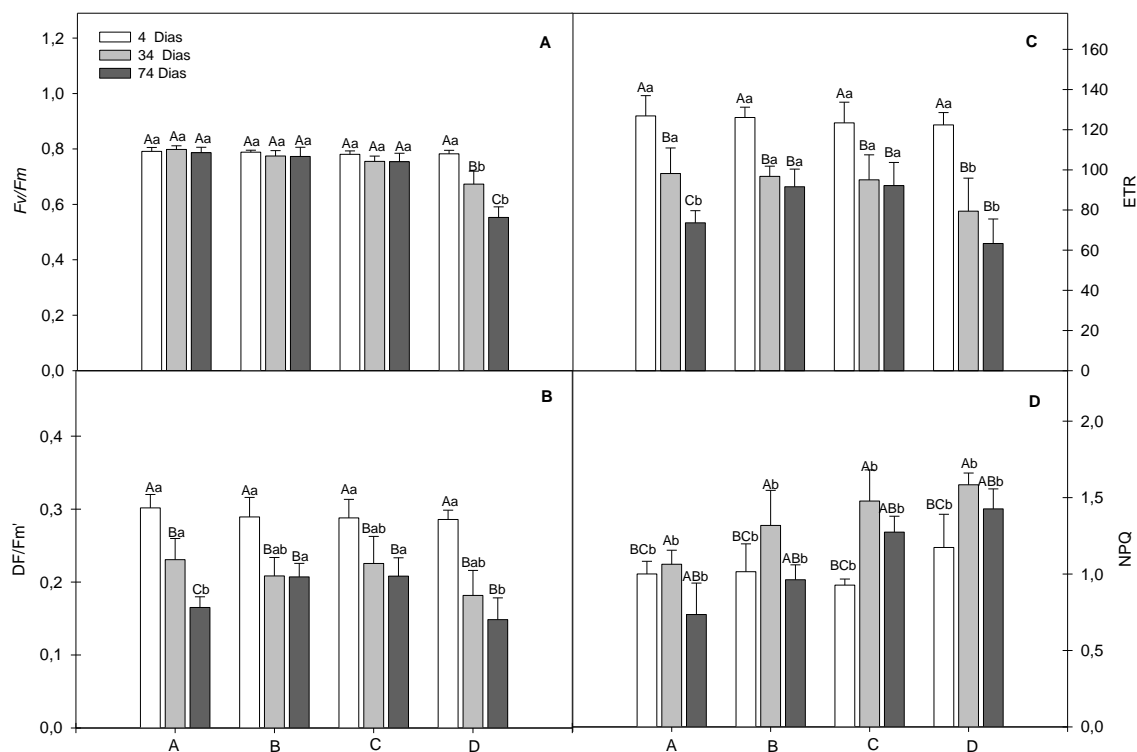 4 Dias
34 Dias
74 Dias
A
Fv/Fm
1,2
1,0
0,8
0,6
0,4
0,2
0,0
Aa Aa Aa Aa Aa Aa Aa Aa Aa Aa Bb Cb
C
ETR
160
140
120
100
80
60
40
20
0
Aa Ba Cb Aa Ba Ba Aa Ba Ba Aa Bb Bb
B
DF/Fm'
0,4
0,3
0,2
0,1
0,0
Aa Ba Cb Aa Bab Ba Aa Bab Ba Aa Bab Bb
A B C D
D
NPQ
2,0
1,5
1,0
0,5
0,0
BCb Ab ABb BCb Ab ABb BCb Ab ABb BCb Ab ABb
A B C D